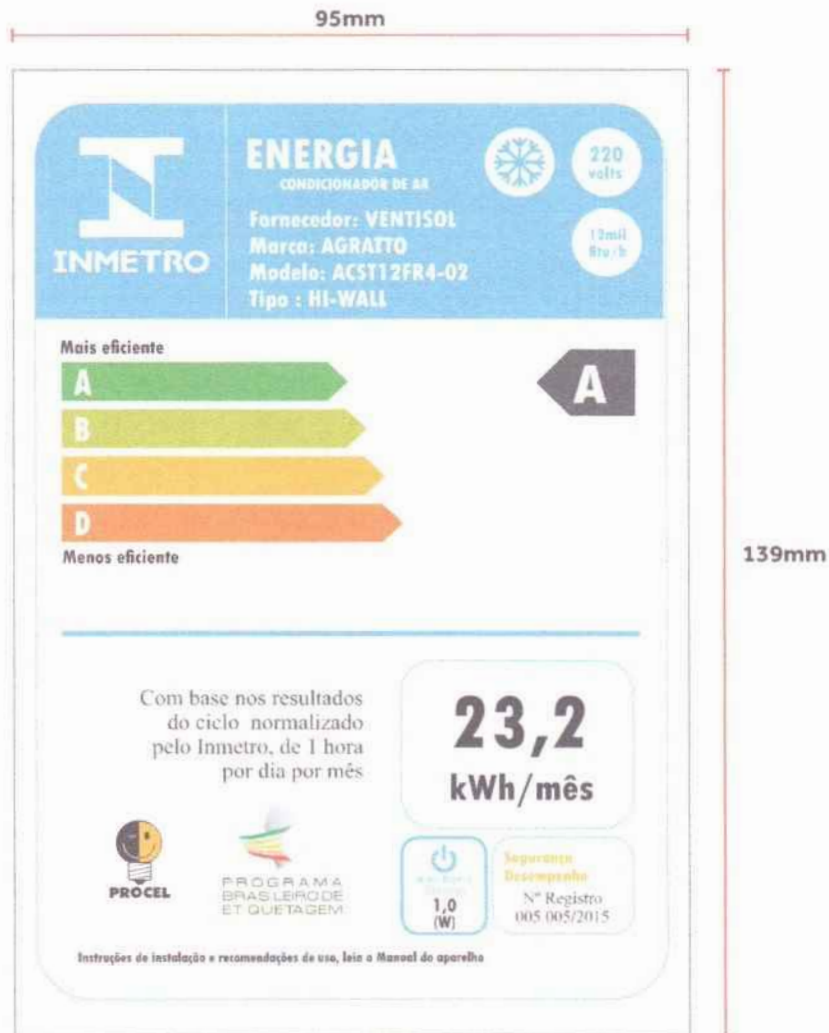 95mm
ENERGIA
CONDICIONADOR DE AR
220
volts
Fornecedor: VENTISOL
Marca: AGRATTO
Modelo: ACST12FR4-02
Tipo : HI-WALL
12mil
Btu/h
INMETRO
Mais eficiente
A
A
B
C
D
Menos eficiente
139mm
Com base nos resultados
do ciclo normalizado
pelo Inmetro, de 1 hora
por dia por mês
23,2
kWh/mês
PROCEL
PROGRAMA
BRASILEIRO DE
ETIQUETAGEM
1,0
(W)
Segurança
Desempenho
Nº Registro
005 005/2015
Instruções de instalação e recomendações de uso, leia o Manual do aparelho